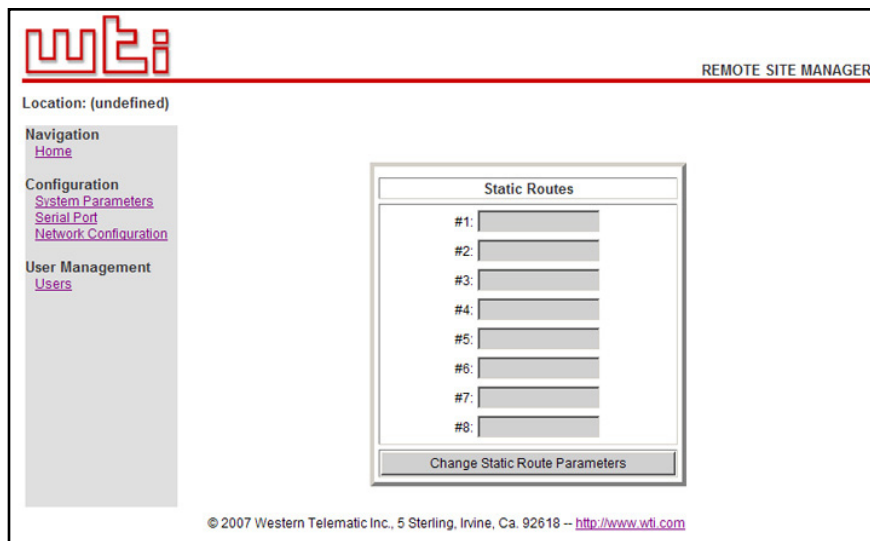 wti
REMOTE SITE MANAGER
Location: (undefined)
Navigation
Home
Configuration
System Parameters
Serial Port
Network Configuration
User Management
Users
Static Routes
#1:
#2:
#3:
#4:
#5:
#6:
#7:
#8:
Change Static Route Parameters
© 2007 Western Telematic Inc., 5 Sterling, Irvine, Ca. 92618 -- http://www.wti.com